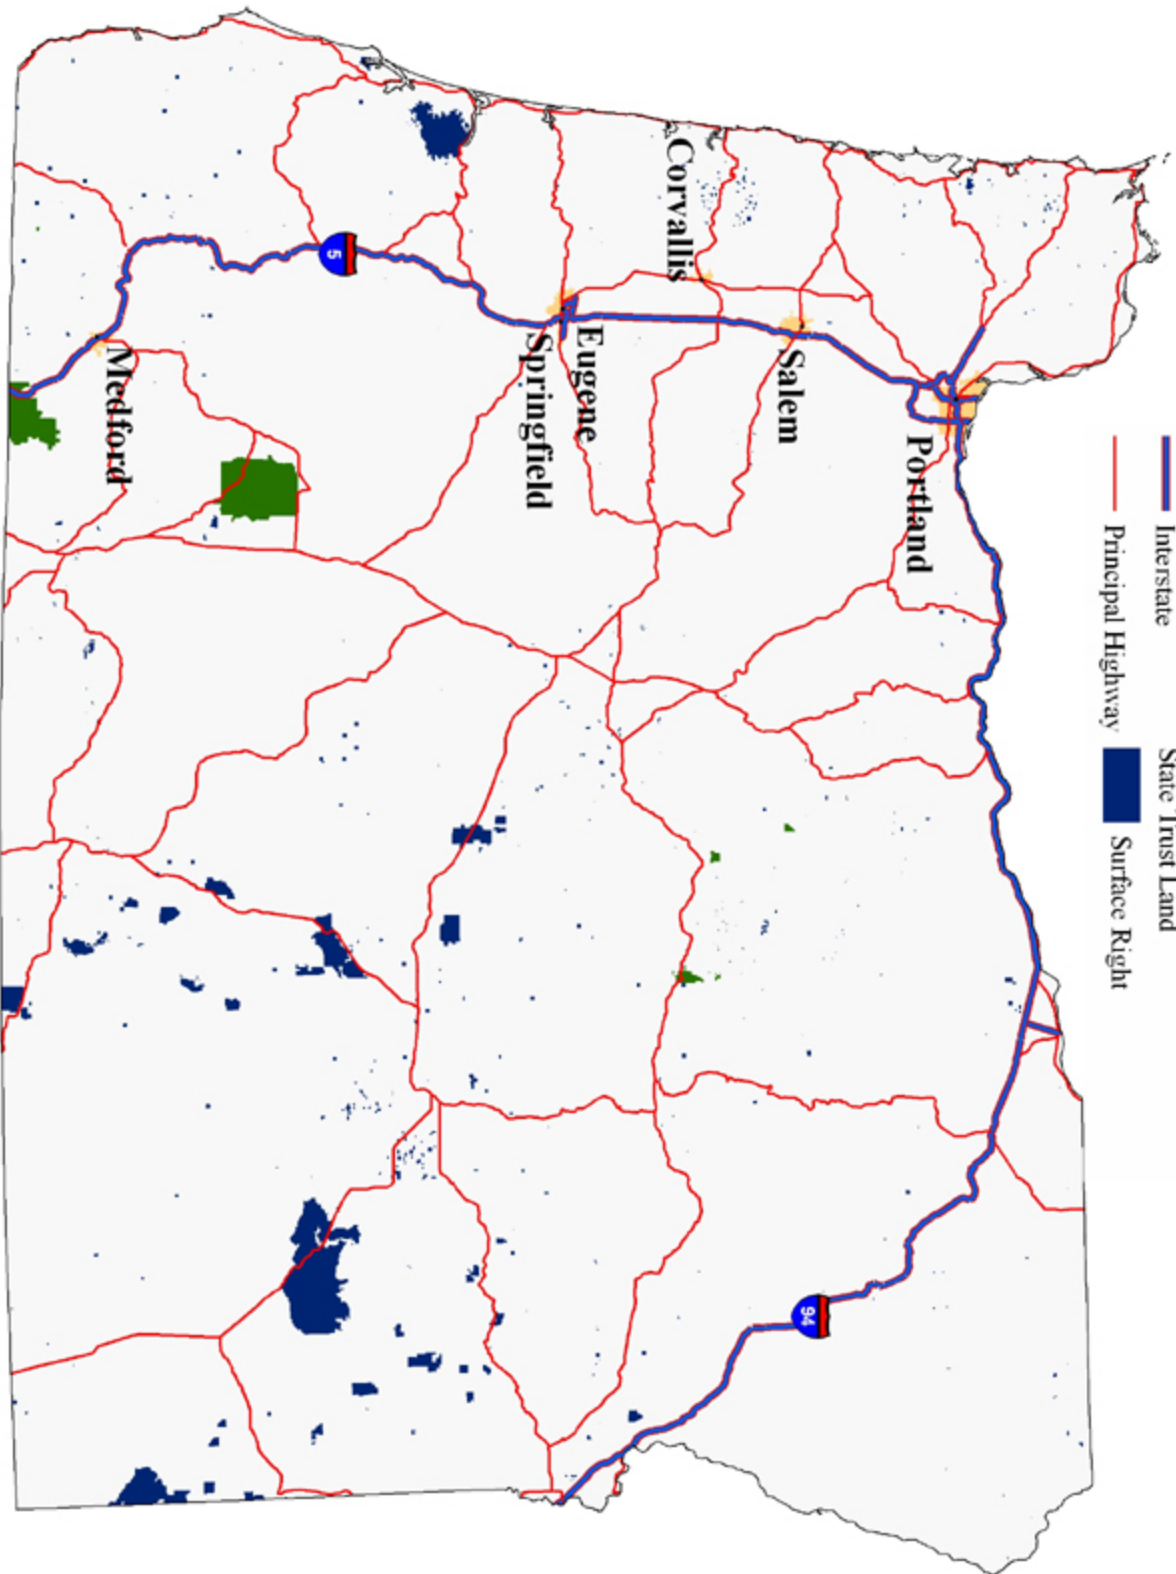 Interstate
Principal Highway
State Trust Land
Surface Right
Portland
Salem
Corvallis
Eugene
Springfield
Medford
5
94